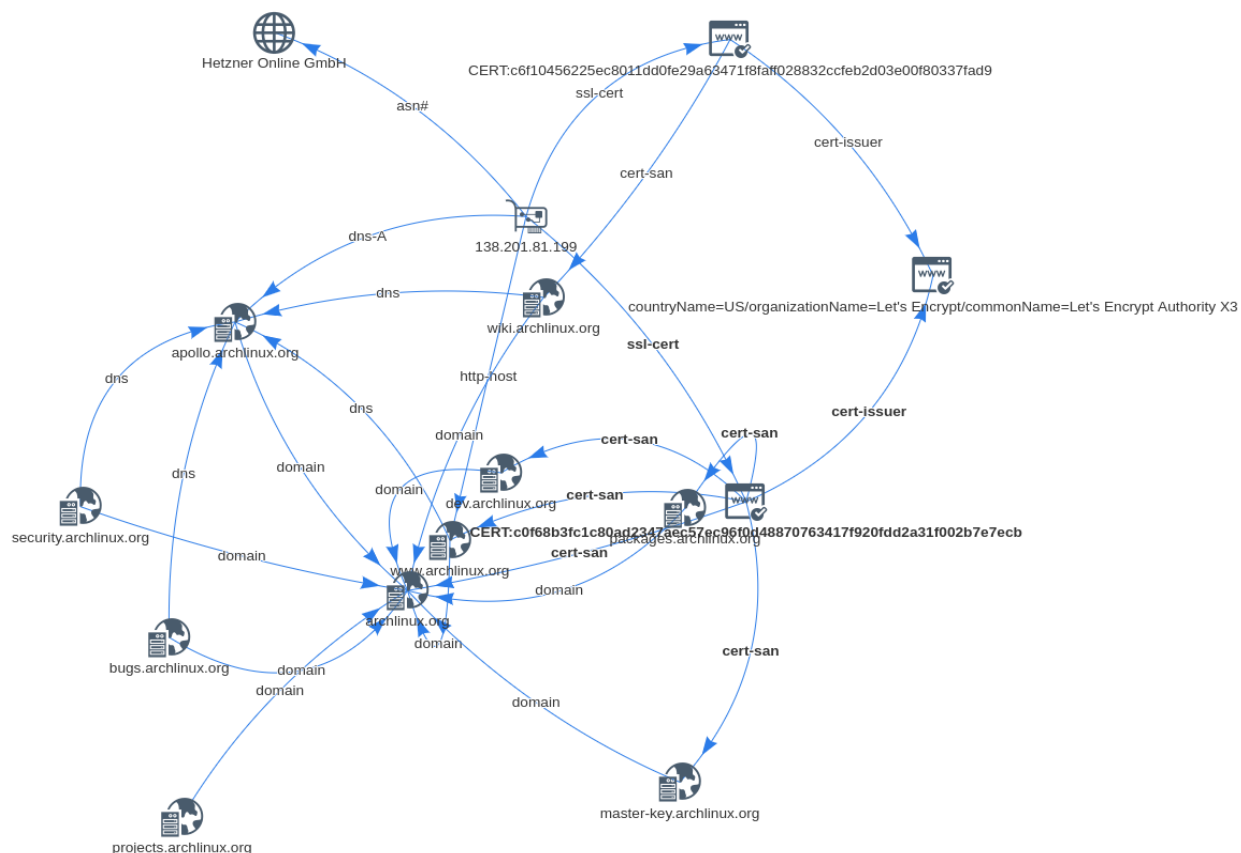 www
Hetzner Online GmbH
CERT:c6f10456225ec8011dd0fe29a63471f8faff028832ccfeb2d03e00f80337fad9
ssl-cert
asn#
cert-issuer
cert-san
dns-A
138.201.81.199
www
dns
countryName=US/organizationName=Let's Encrypt/commonName=Let's Encrypt Authority X3
wiki.archlinux.org
ssl-cert
apollo.archlinux.org
http-host
dns
dns
cert-issuer
domain
cert-san
cert-san
domain
dns
domain
www
cert-san
dev.archlinux.org
CERT:c0f68b3fc1c80ad2347aec57ec96f0d48870763417f920fdd2a31f002b7e7ecb
security.archlinux.org
packages.archlinux.org
domain
cert-san
www.archlinux.org
domain
archlinux.org
domain
cert-san
bugs.archlinux.org
domain
domain
domain
master-key.archlinux.org
projects.archlinux.org